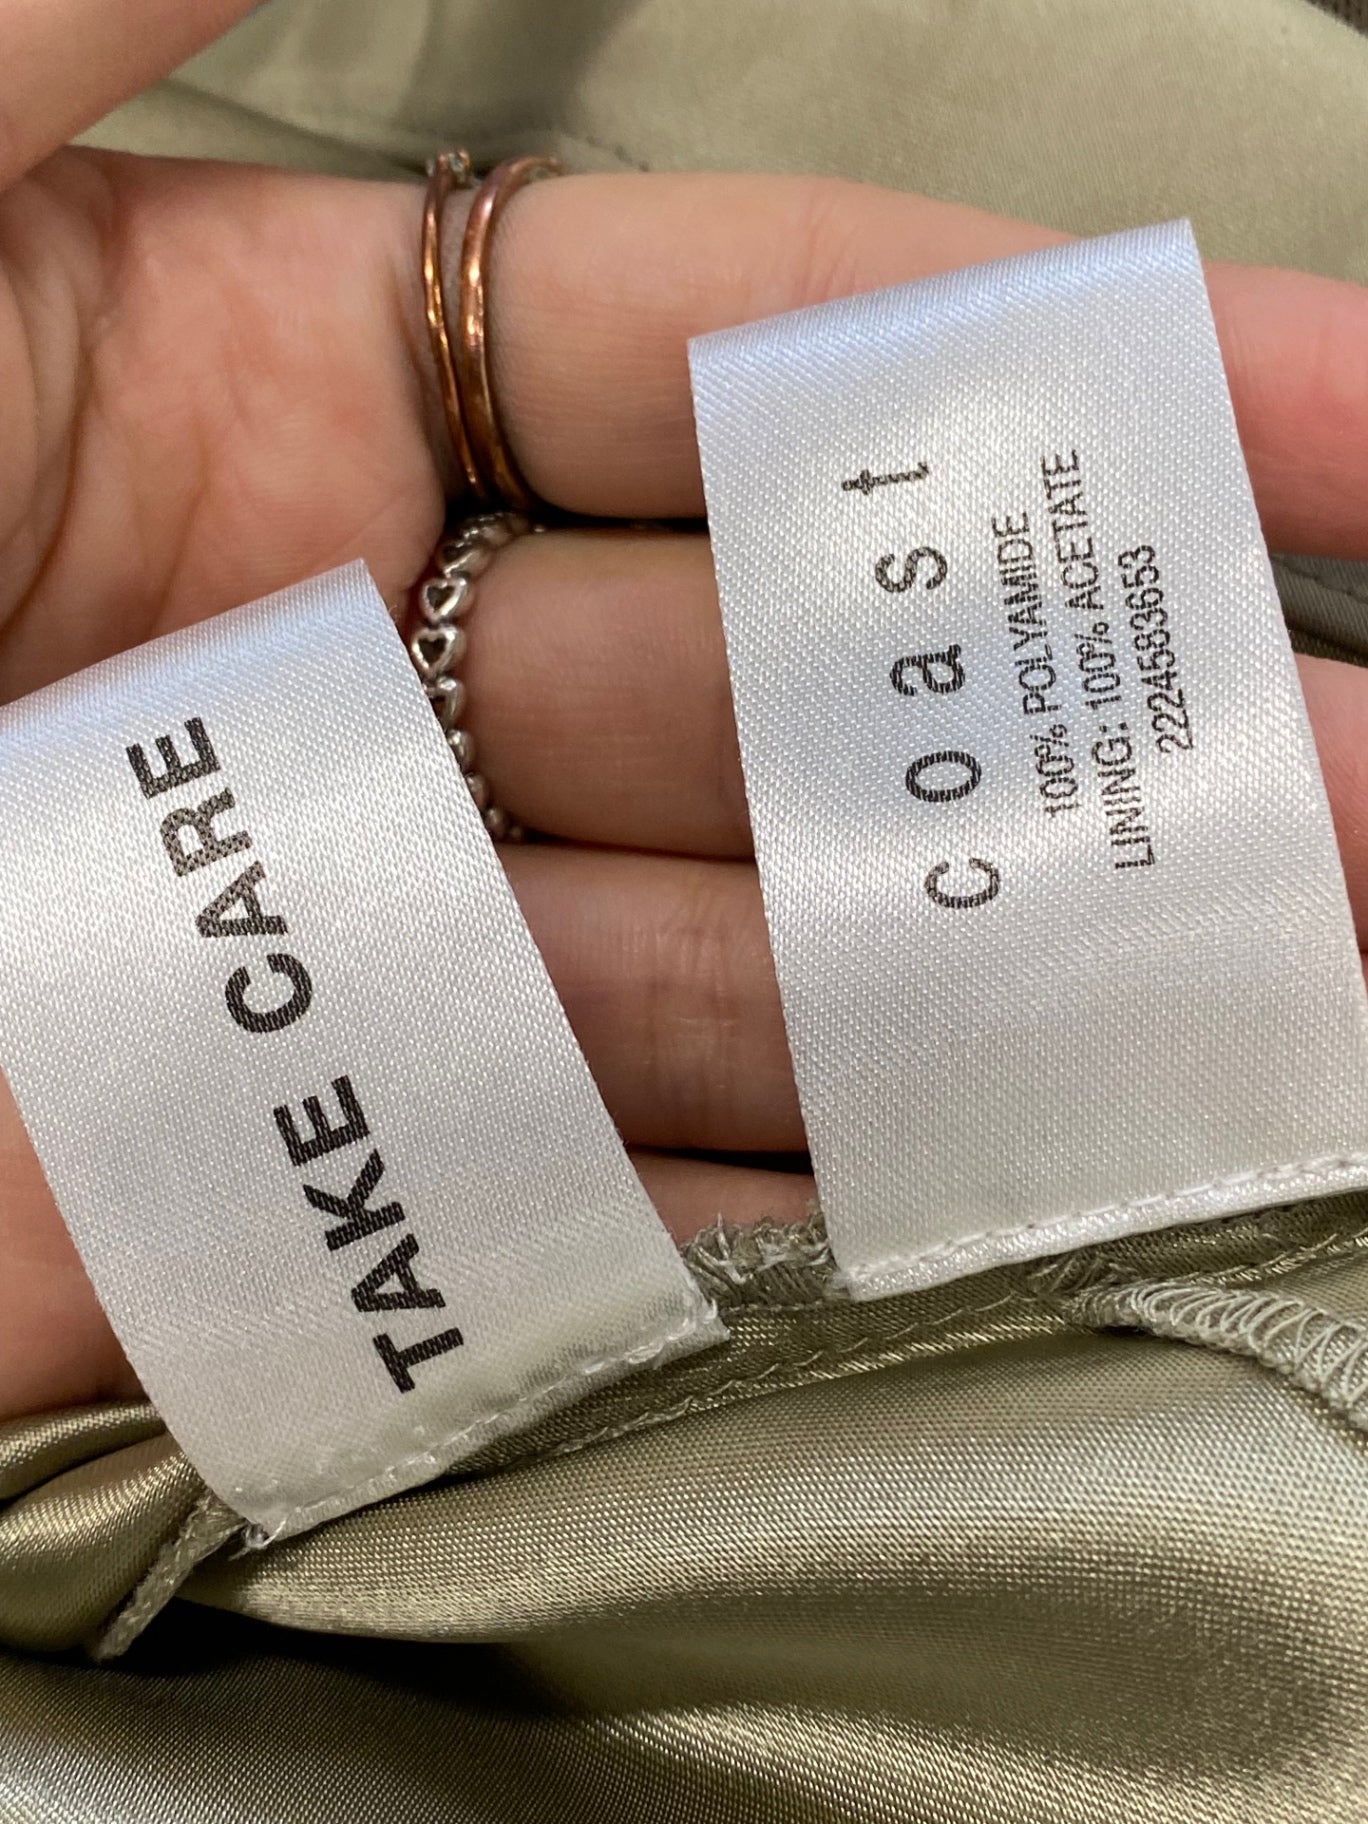 TAKE CARE
coast
100% POLYAMIDE
LINING: 100% ACETATE
2224583653